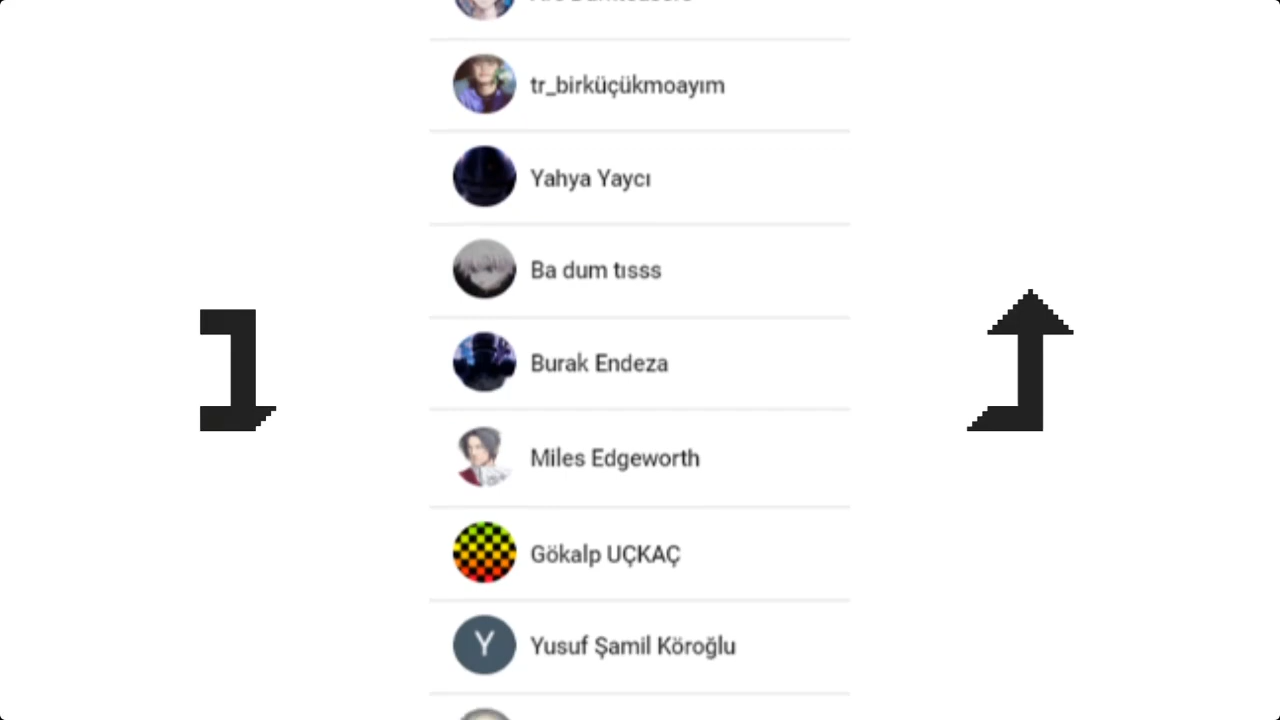 tr_birküçükmoayım
Yahya Yaycı
Ba dum tısss
Burak Endeza
Miles Edgeworth
Gökalp UÇKAÇ
Y
Yusuf Şamil Köroğlu